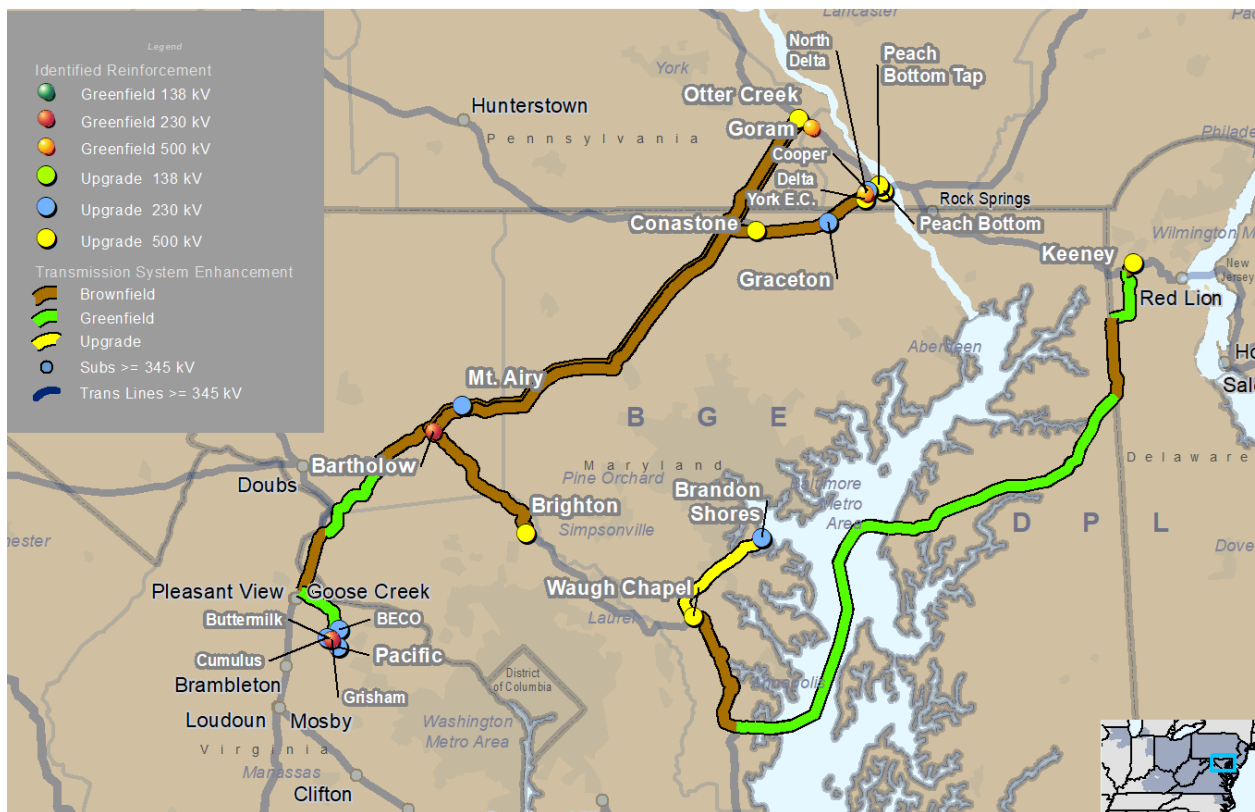 Legend
Identified Reinforcement
Greenfield 138 kV
Greenfield 230 kV
Greenfield 500 kV
Upgrade 138 kV
Upgrade 230 kV
Upgrade 500 kV
Transmission System Enhancement
Brownfield
Greenfield
Upgrade
Subs >= 345 kV
Trans Lines >= 345 kV
Lancaster
North
Delta
Peach
Bottom Tap
York
Otter Creek
Hunterstown
Pennsylvania
Goram
Cooper
Delta
York E.C.
Rock Springs
Peach Bottom
Conastone
Graceton
Keeney
Wilmington
New
Jersey
Red Lion
Aberdeen
Mt. Airy
B G E
Maryland
Delaware
Bartholow
Doubs
Pine Orchard
Brighton
Simpsonville
Brandon
Shores
Baltimore
Metro
Area
D P L
Pleasant View
Goose Creek
Waugh Chapel
Laurel
Buttermilk
BECO
Cumulus
Pacific
Brambleton
Grisham
District
of Columbia
Annapolis
Loudoun
Mosby
Washington
Metro Area
Virginia
Manassas
Clifton